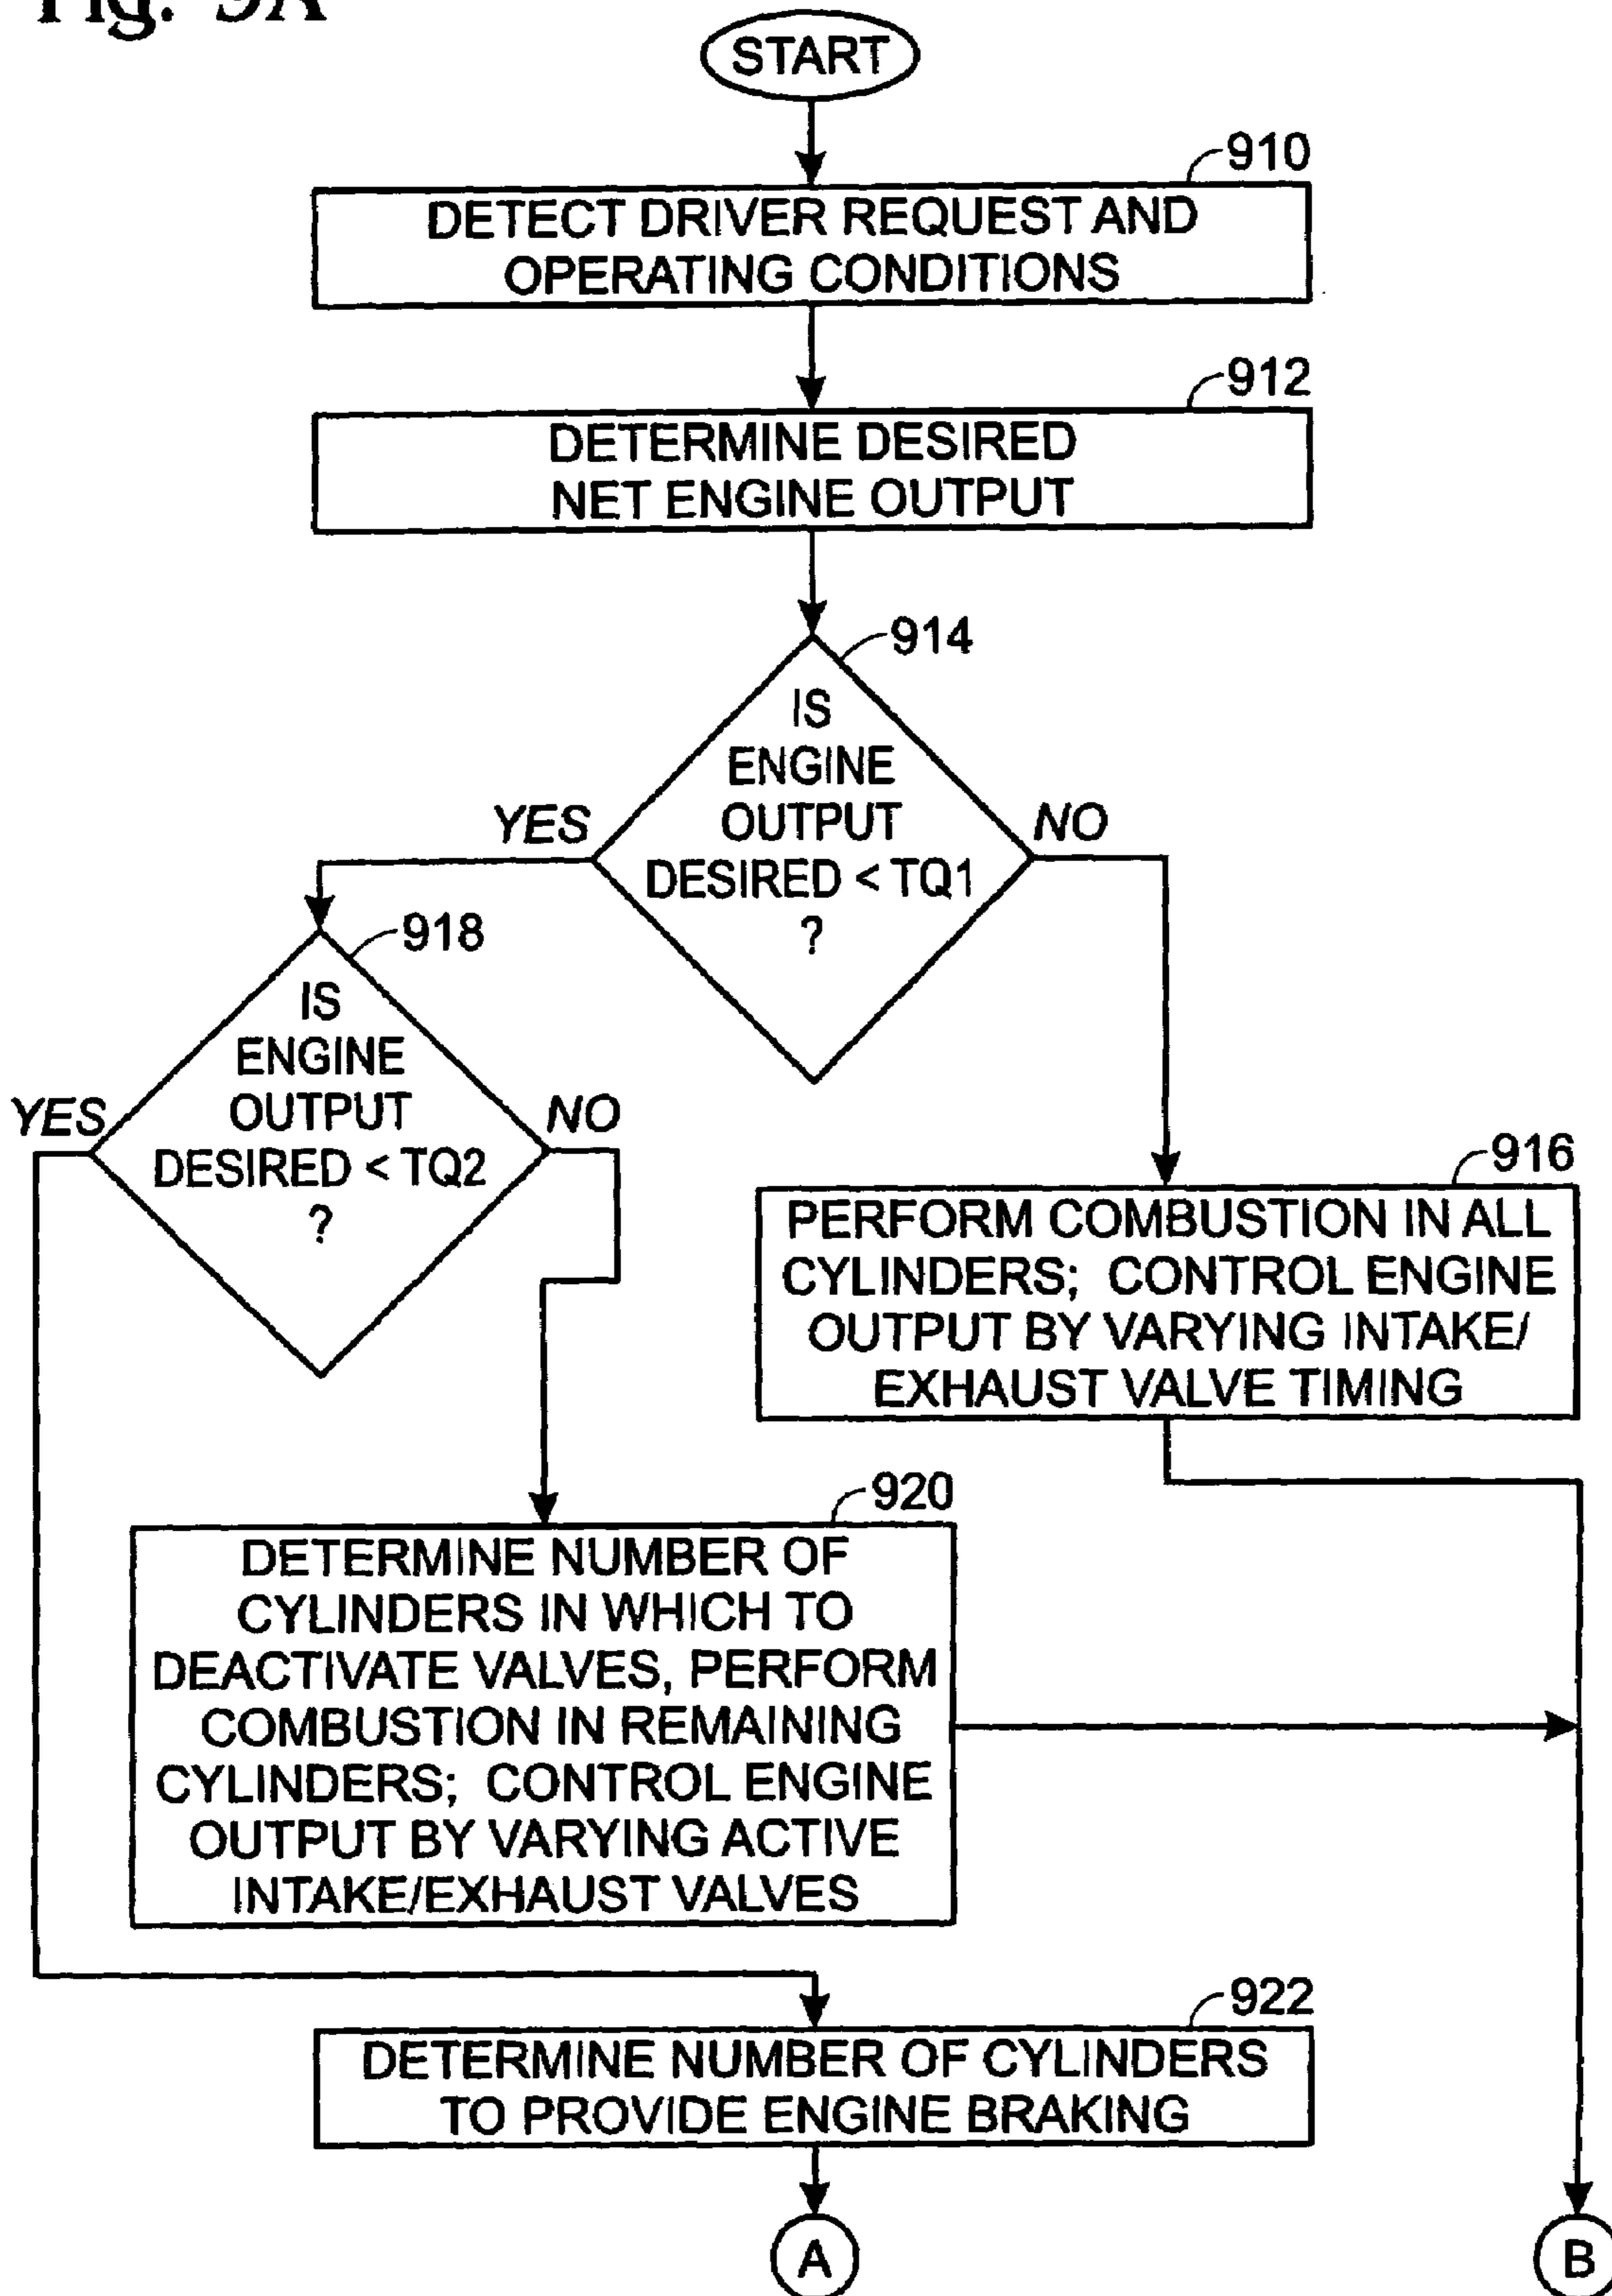 Fig. 9A
START
910
DETECT DRIVER REQUEST AND
OPERATING CONDITIONS
912
DETERMINE DESIRED
NET ENGINE OUTPUT
914
IS
ENGINE
OUTPUT
DESIRED < TQ1
?
YES
NO
918
IS
ENGINE
OUTPUT
DESIRED < TQ2
?
YES
NO
916
PERFORM COMBUSTION IN ALL
CYLINDERS; CONTROL ENGINE
OUTPUT BY VARYING INTAKE/
EXHAUST VALVE TIMING
920
DETERMINE NUMBER OF
CYLINDERS IN WHICH TO
DEACTIVATE VALVES, PERFORM
COMBUSTION IN REMAINING
CYLINDERS; CONTROL ENGINE
OUTPUT BY VARYING ACTIVE
INTAKE/EXHAUST VALVES
922
DETERMINE NUMBER OF CYLINDERS
TO PROVIDE ENGINE BRAKING
A
B